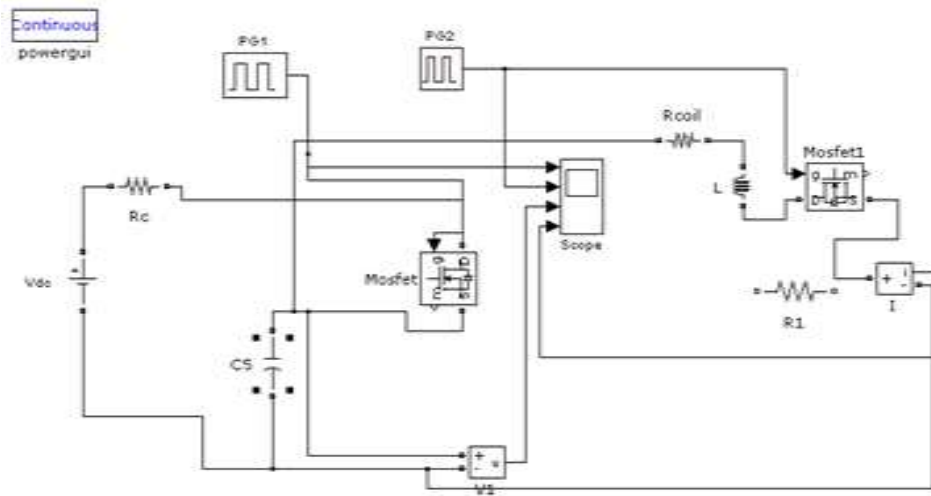 Continuous
powergui
PG1
PG2
Rcoil
Mosfet1
g m
D S
L
Rc
Scope
Vdc
Mosfet
g D
m S
R1
+ i
-
I
CS
+
- v
V1